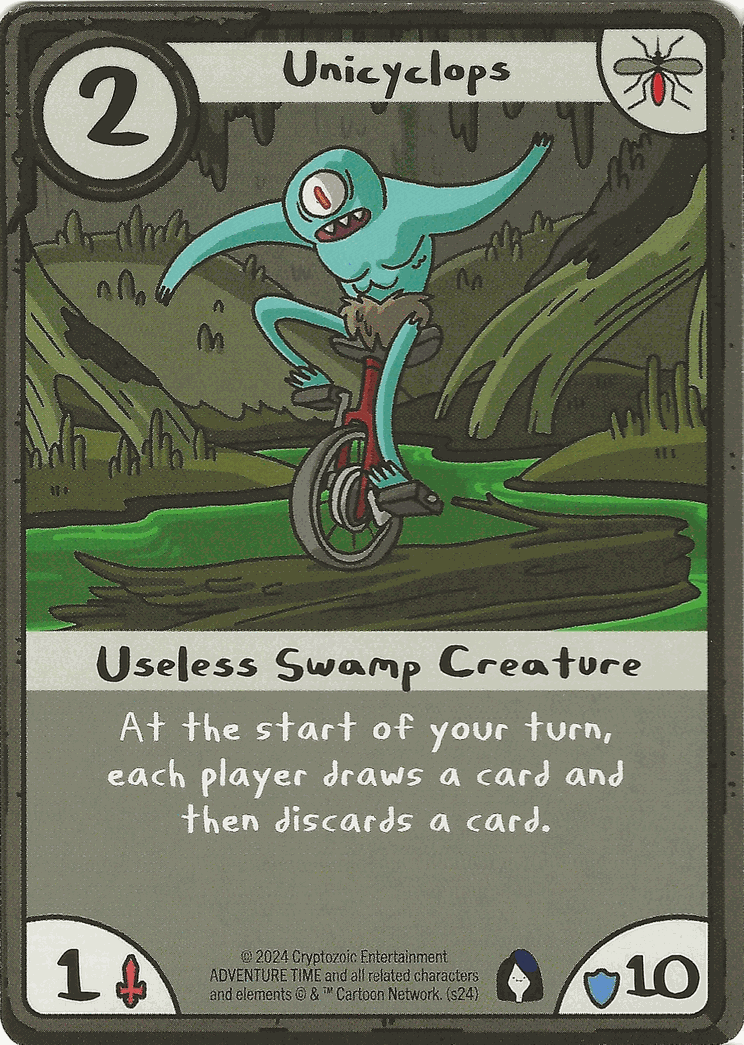 2
Unicyclops
Useless Swamp Creature
At the start of your turn,
each player draws a card and
then discards a card.
1
© 2024 Cryptozoic Entertainment
ADVENTURE TIME and all related characters
and elements © & ™ Cartoon Network. (s24)
10